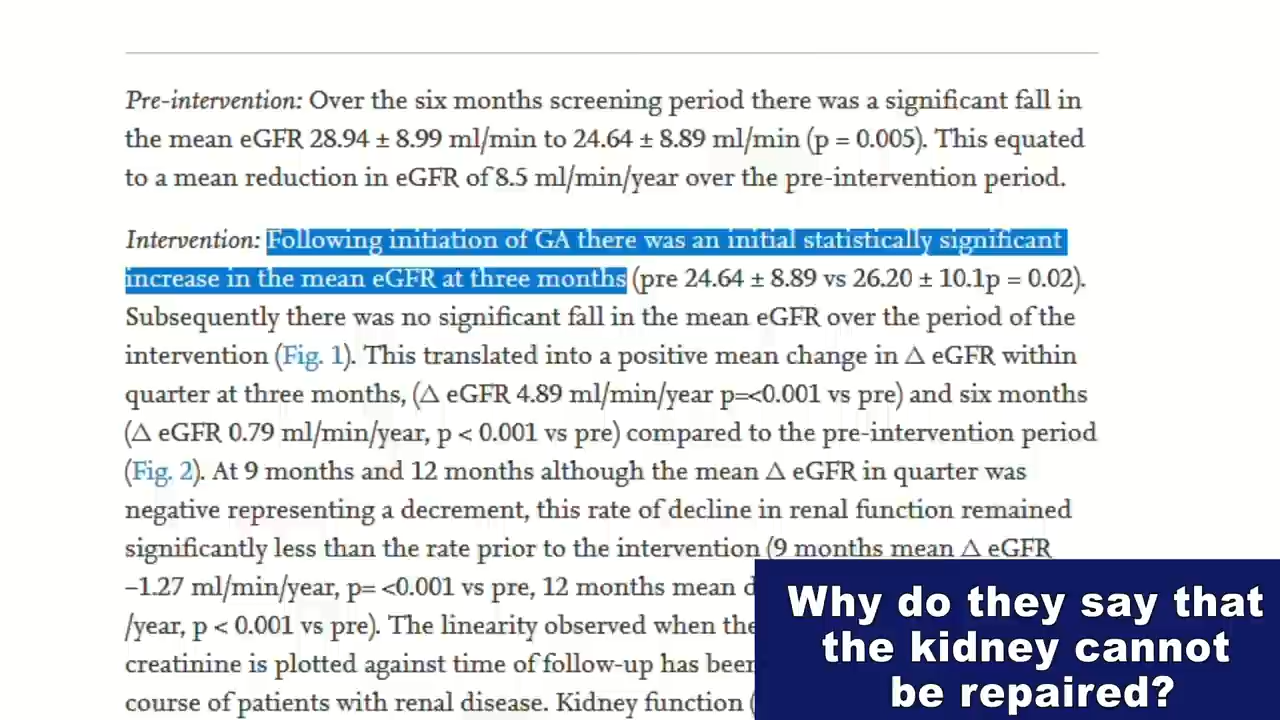 Pre-intervention: Over the six months screening period there was a significant fall in
the mean eGFR 28.94 ± 8.99 ml/min to 24.64 ± 8.89 ml/min (p = 0.005). This equated
to a mean reduction in eGFR of 8.5 ml/min/year over the pre-intervention period.
Intervention: Following initiation of GA there was an initial statistically significant
increase in the mean eGFR at three months (pre 24.64 ± 8.89 vs 26.20 ± 10.1p = 0.02).
Subsequently there was no significant fall in the mean eGFR over the period of the
intervention (Fig. 1). This translated into a positive mean change in Δ eGFR within
quarter at three months, (Δ eGFR 4.89 ml/min/year p=<0.001 vs pre) and six months
(Δ eGFR 0.79 ml/min/year, p < 0.001 vs pre) compared to the pre-intervention period
(Fig. 2). At 9 months and 12 months although the mean Δ eGFR in quarter was
negative representing a decrement, this rate of decline in renal function remained
significantly less than the rate prior to the intervention (9 months mean Δ eGFR
−1.27 ml/min/year, p= <0.001 vs pre, 12 months mean
/year, p < 0.001 vs pre). The linearity observed when the
creatinine is plotted against time of follow-up has been
course of patients with renal disease. Kidney function (
Why do they say that
the kidney cannot
be repaired?